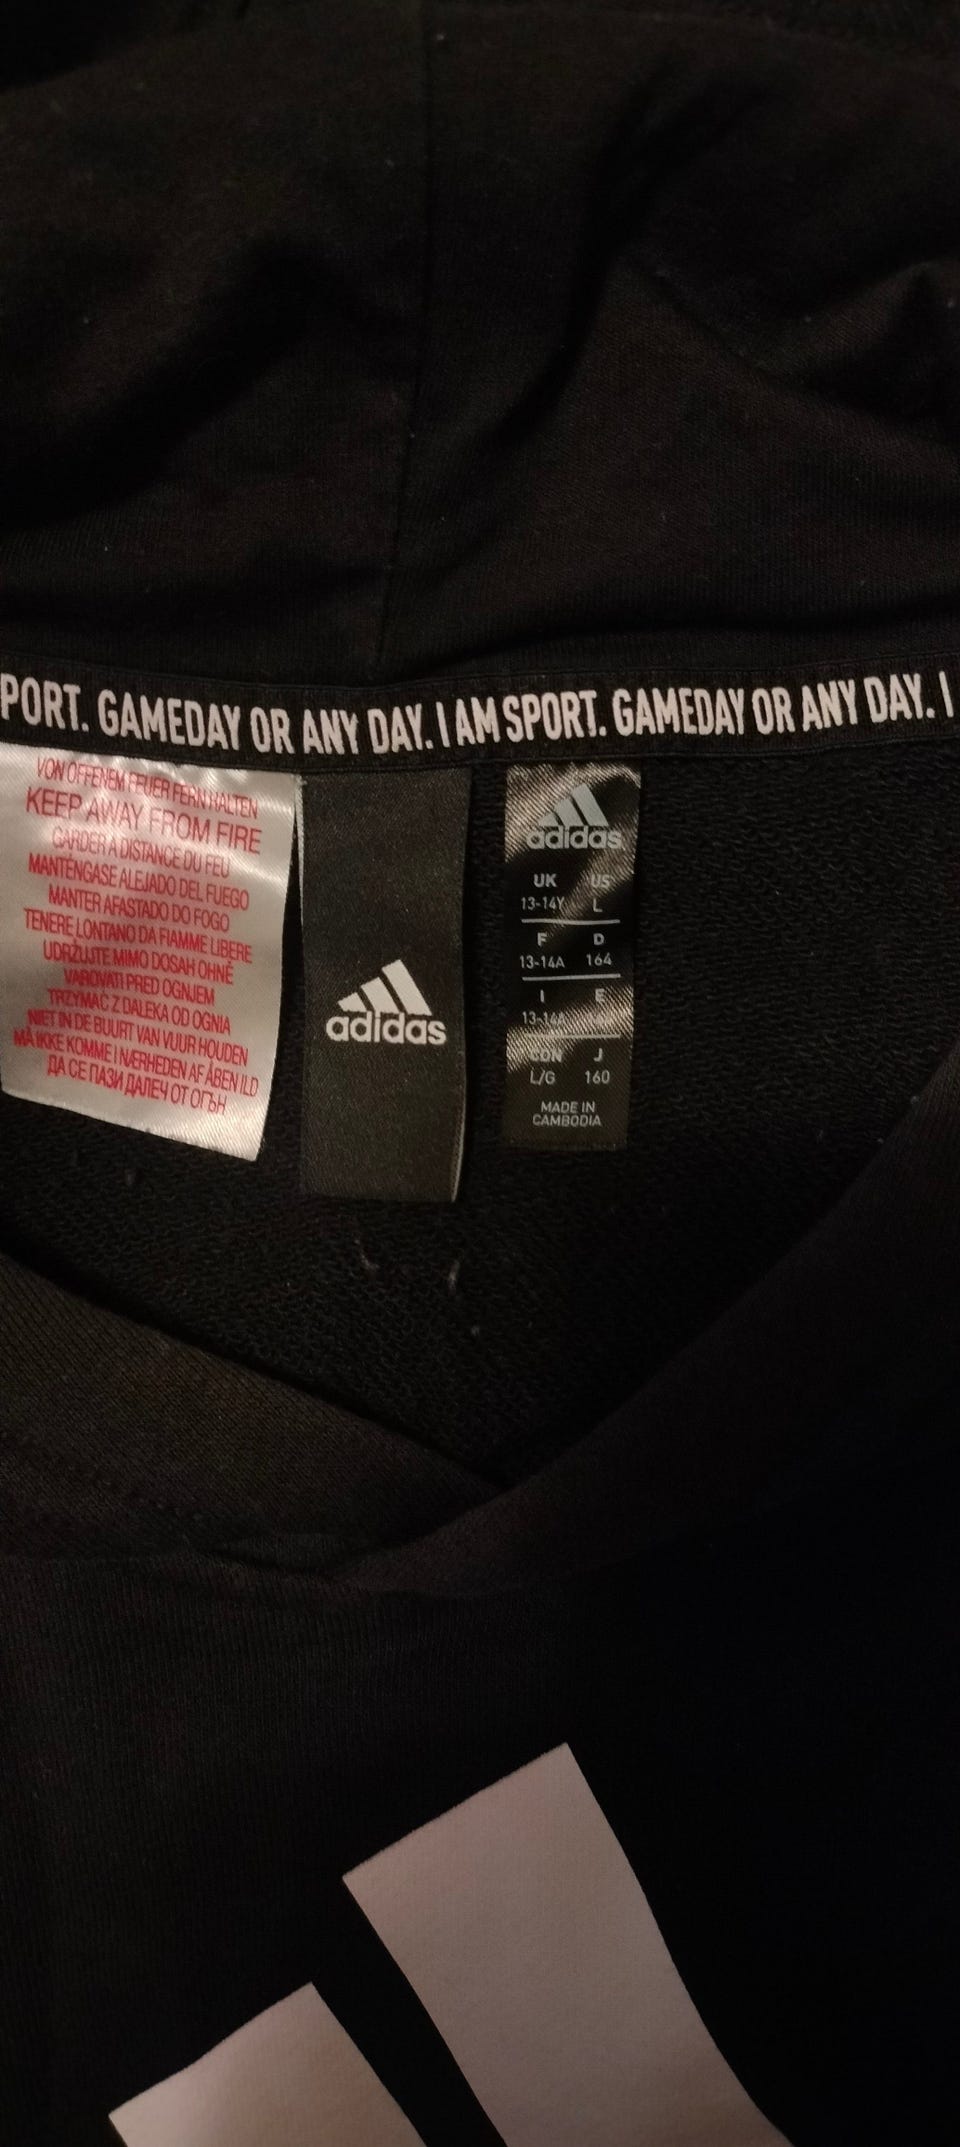 PORT. GAMEDAY OR ANY DAY. I AM SPORT. GAMEDAY OR ANY DAY. I
VON OFFENEM FEUER FERN HALTEN
KEEP AWAY FROM FIRE
GARDER À DISTANCE DU FEU
MANTÉNGASE ALEJADO DEL FUEGO
MANTER AFASTADO DO FOGO
TENERE LONTANO DA FIAMME LIBERE
UDRŽUJTE MIMO DOSAH OHNĚ
VAROVATI PRED OGNJEM
TRZYMAĆ Z DALEKA OD OGNIA
NIET IN DE BUURT VAN VUUR HOUDEN
MÅ IKKE KOMME I NÆRHEDEN AF ÅBEN ILD
ДА СЕ ПАЗИ ДАЛЕЧ ОТ ОГЪН
adidas
adidas
UK US
13-14Y L
F D
13-14A 164
I E
13-14A
CDN J
L/G 160
MADE IN
CAMBODIA